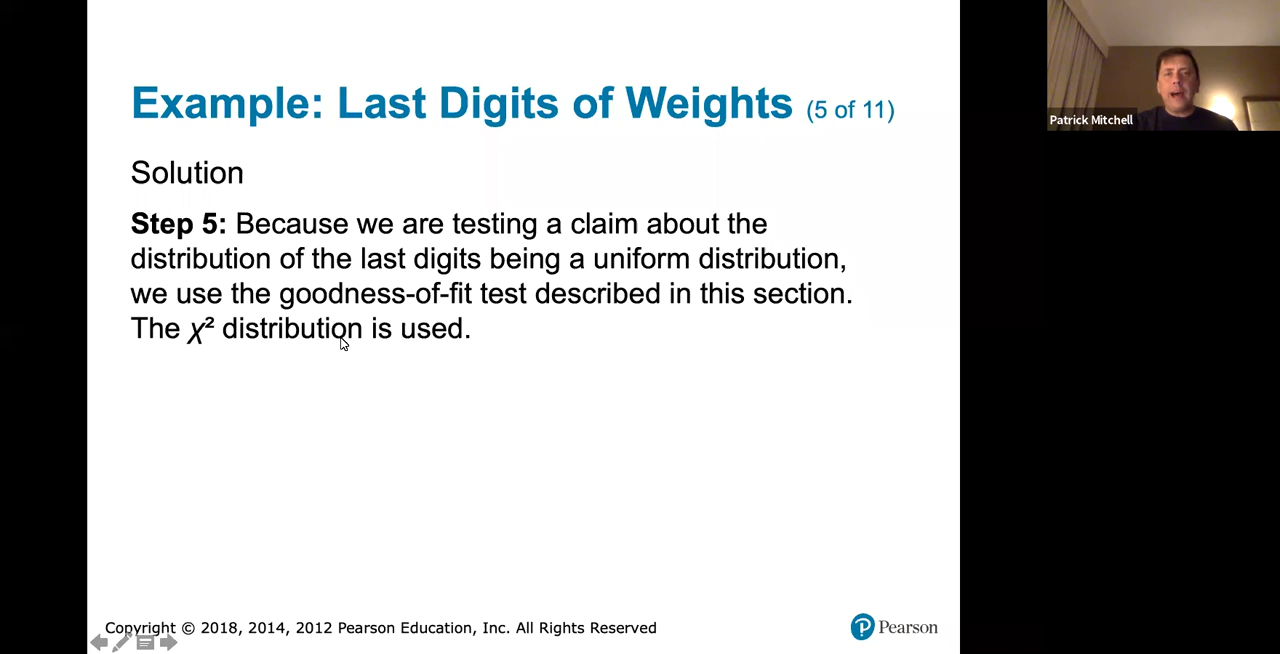 Example: Last Digits of Weights (5 of 11)
Solution
Step 5: Because we are testing a claim about the
distribution of the last digits being a uniform distribution,
we use the goodness-of-fit test described in this section.
The χ² distribution is used.
Copyright © 2018, 2014, 2012 Pearson Education, Inc. All Rights Reserved
Pearson
Patrick Mitchell